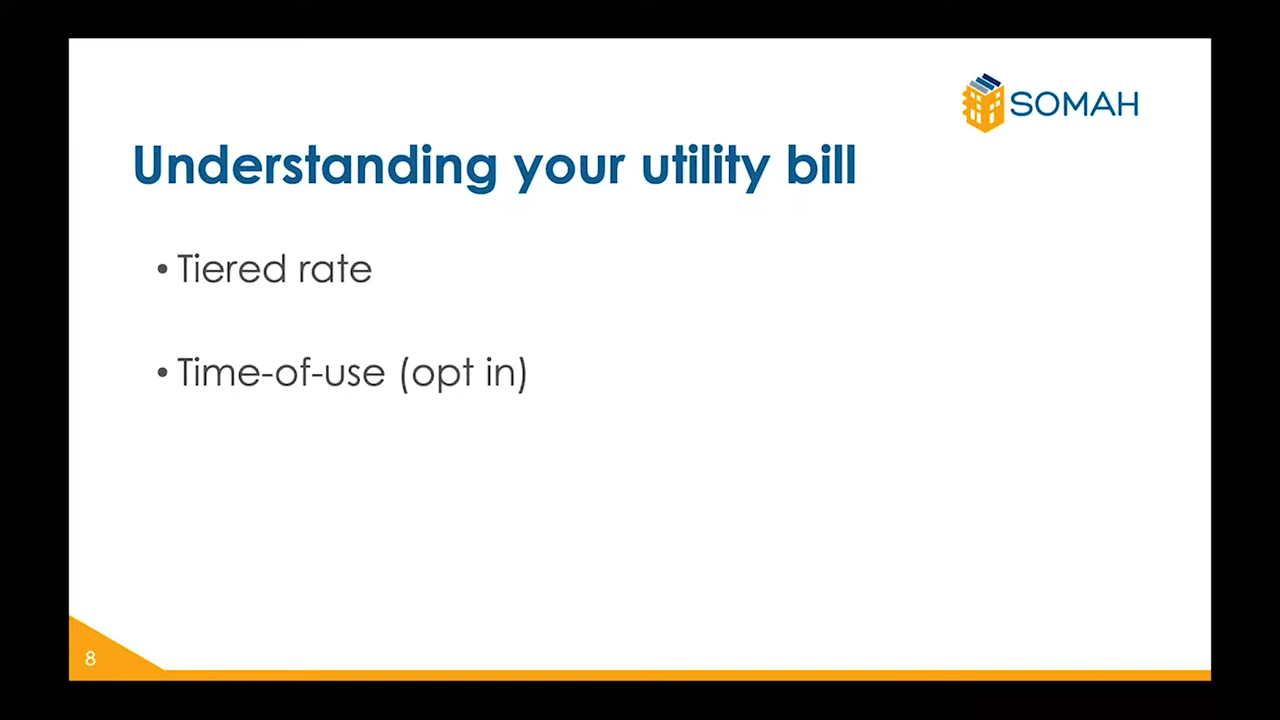 SOMAH
Understanding your utility bill
• Tiered rate
• Time-of-use (opt in)
8